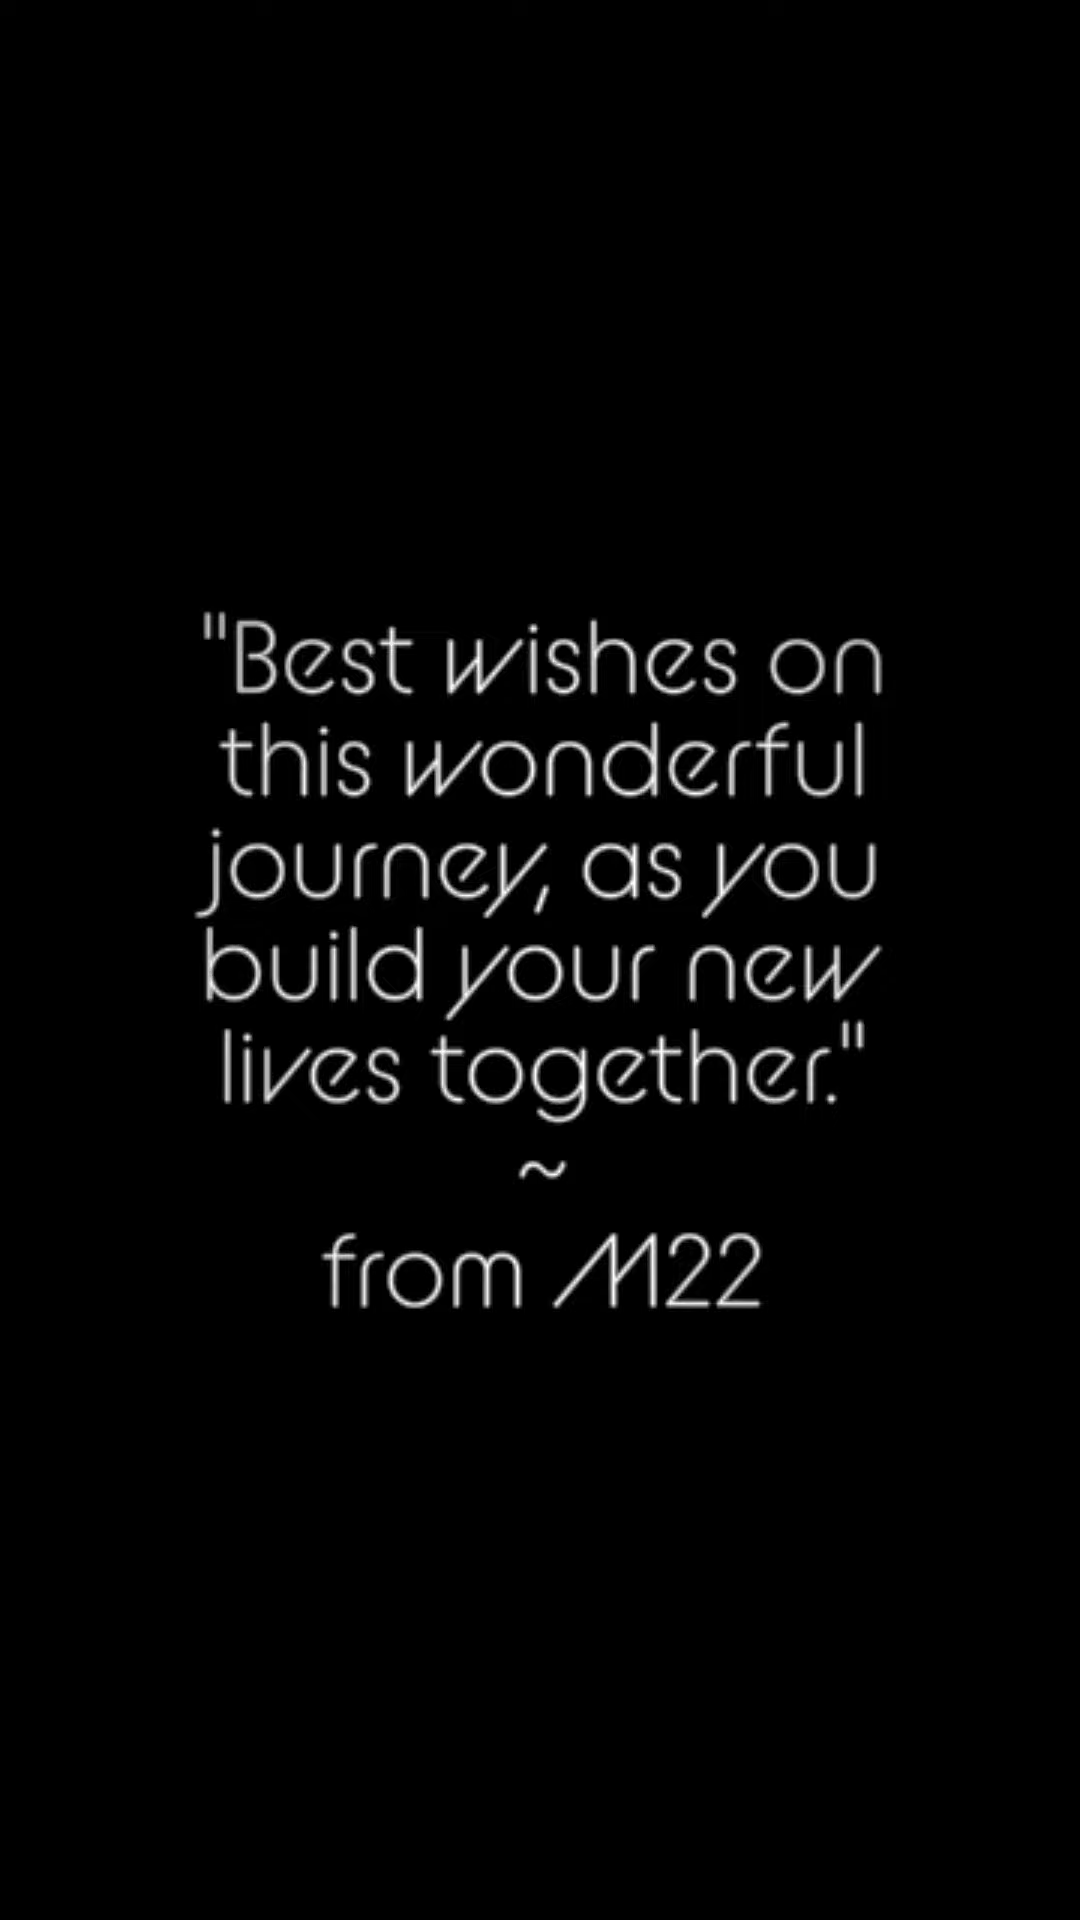 "Best wishes on
this wonderful
journey, as you
build your new
lives together."
~
from M22